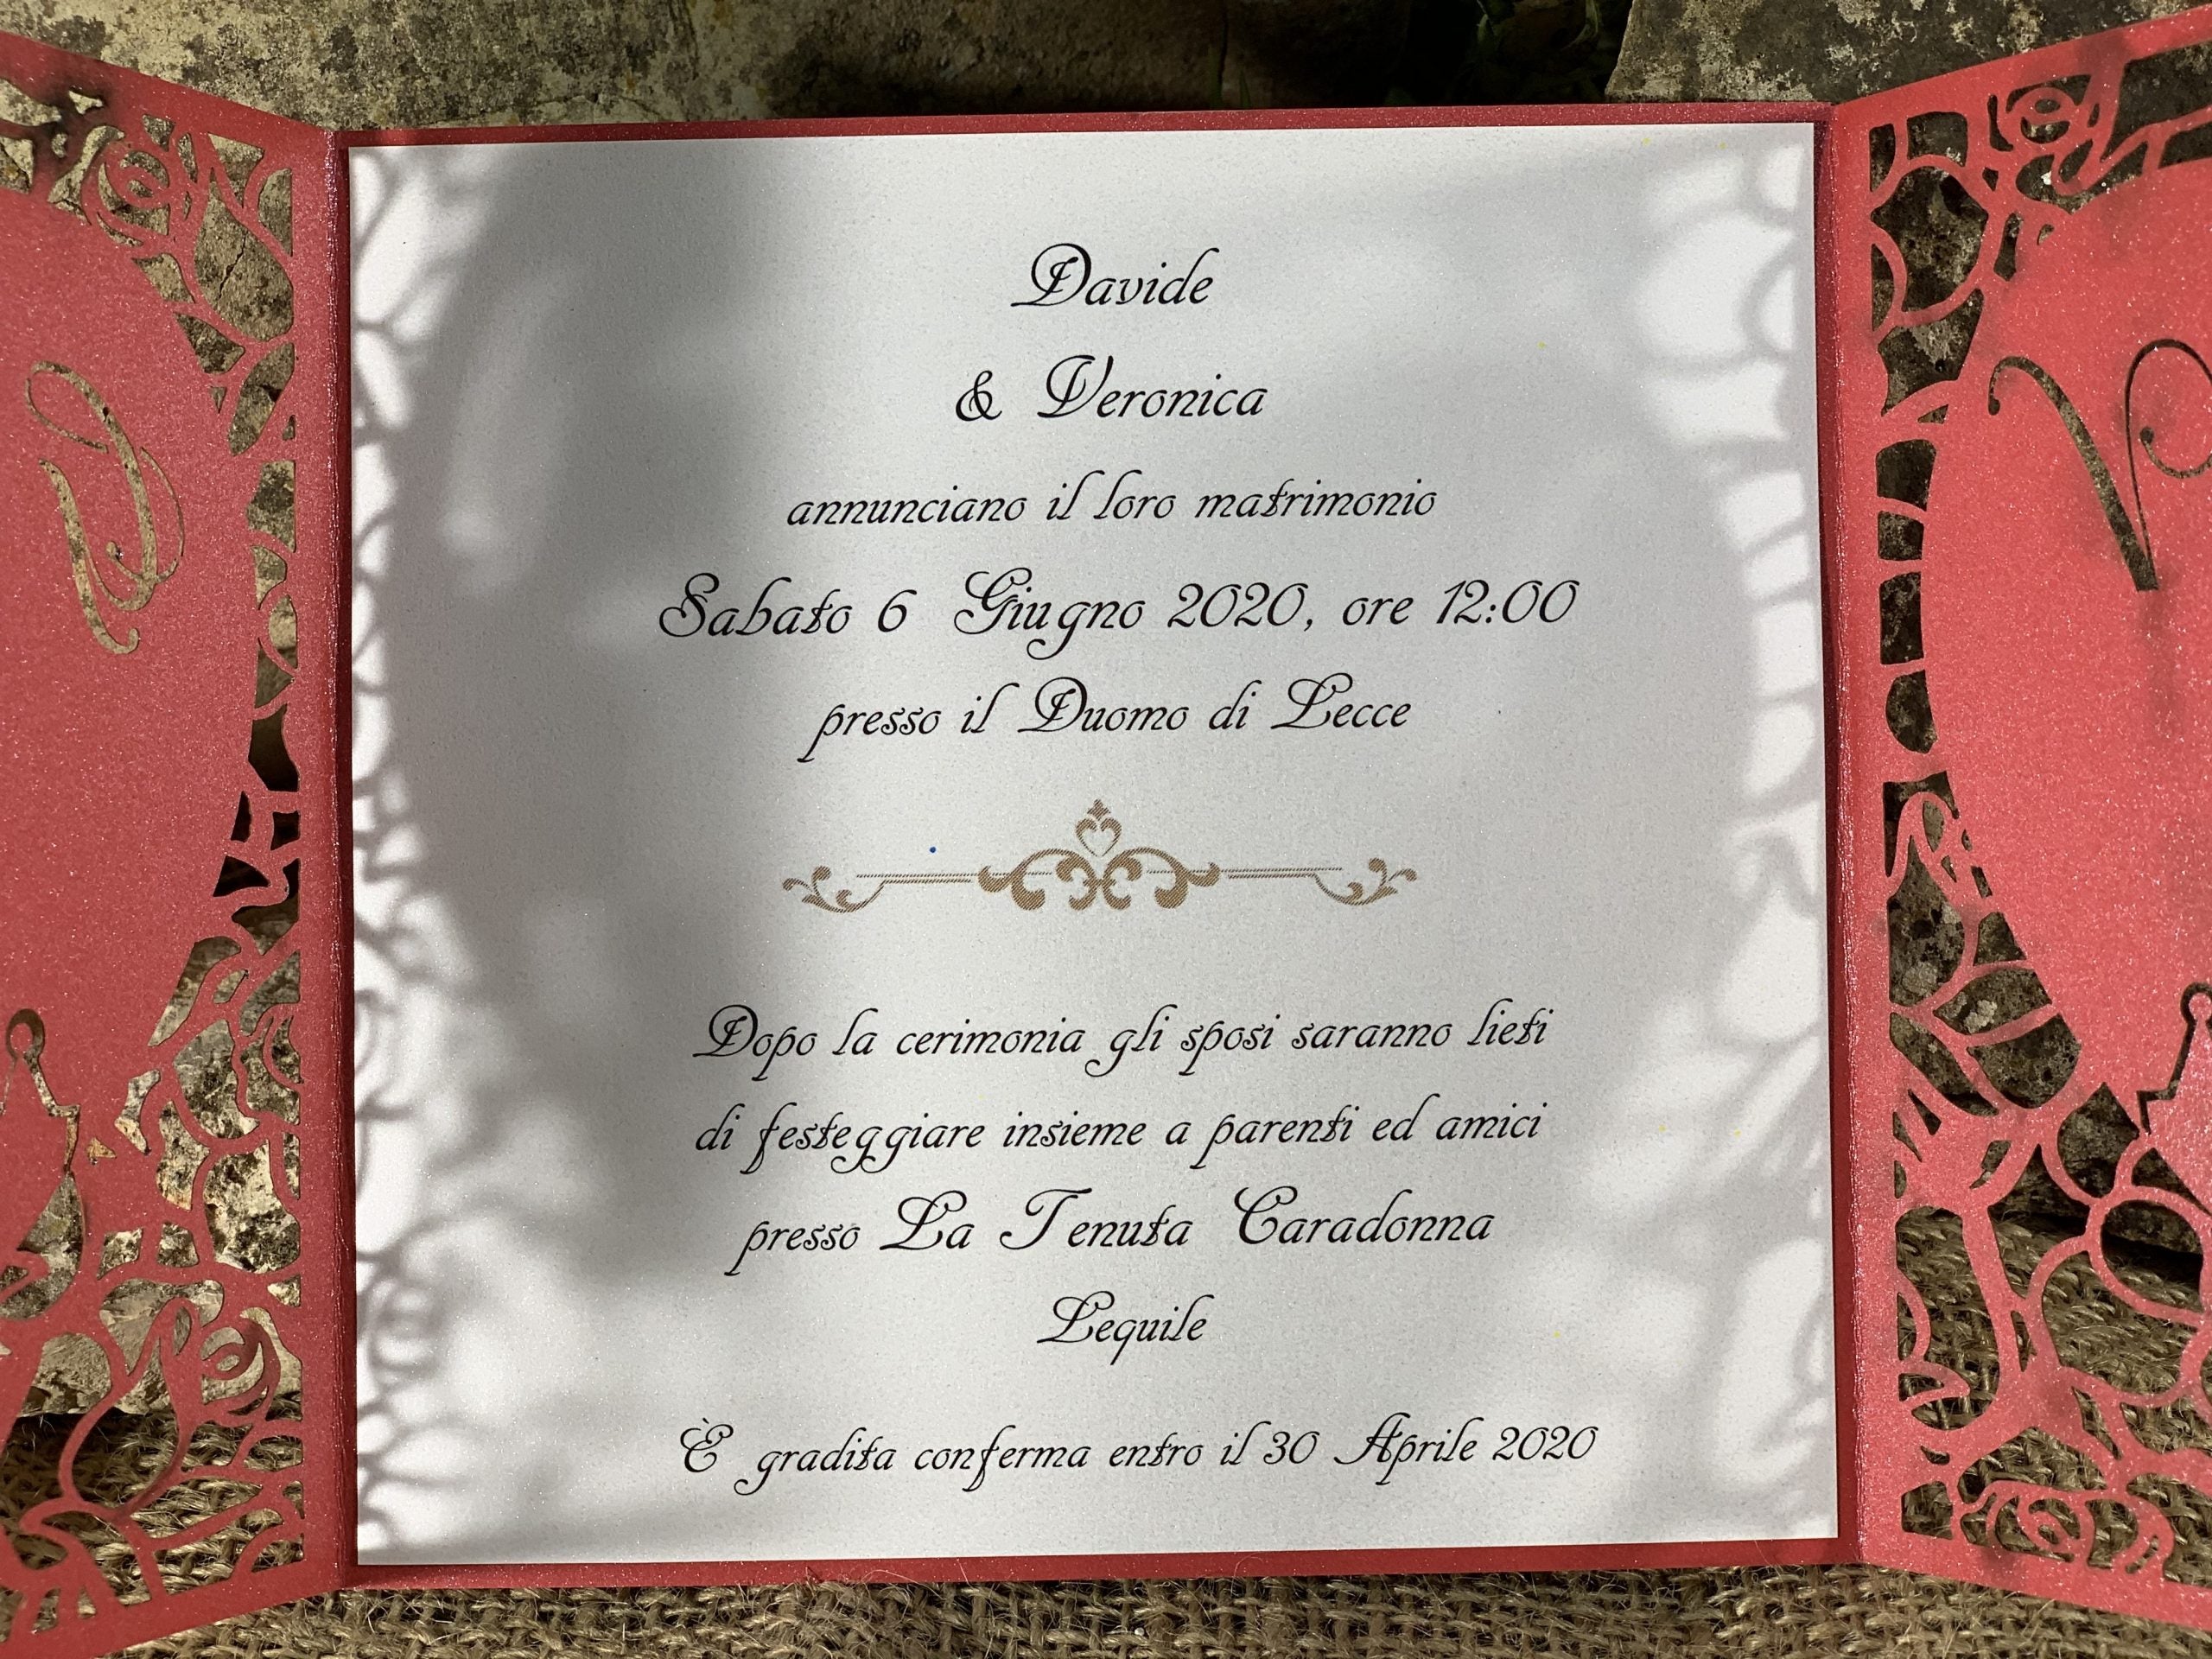 Davide
& Veronica
annunciano il loro matrimonio
Sabato 6 Giugno 2020, ore 12:00
presso il Duomo di Lecce
Dopo la cerimonia gli sposi saranno lieti
di festeggiare insieme a parenti ed amici
presso La Tenuta Caradonna
Lequile
È gradita conferma entro il 30 Aprile 2020
D
V